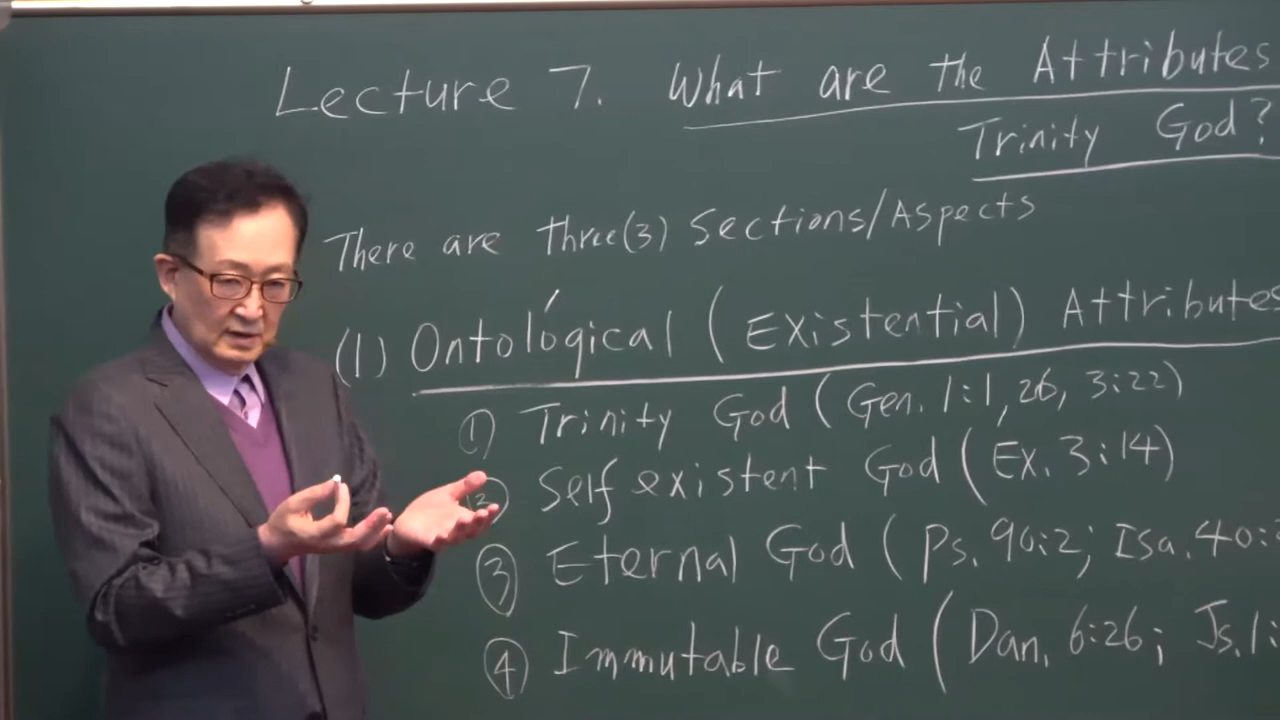 Lecture 7. What are the Attributes
Trinity God?
There are three(3) Sections/Aspects
(1) Ontológical (Existential) Attributes
① Trinity God (Gen. 1:1, 26, 3:22)
② Self existent God (Ex. 3:14)
③ Eternal God (Ps. 90:2; Isa. 40:
④ Immutable God (Dan. 6:26; Js. 1: